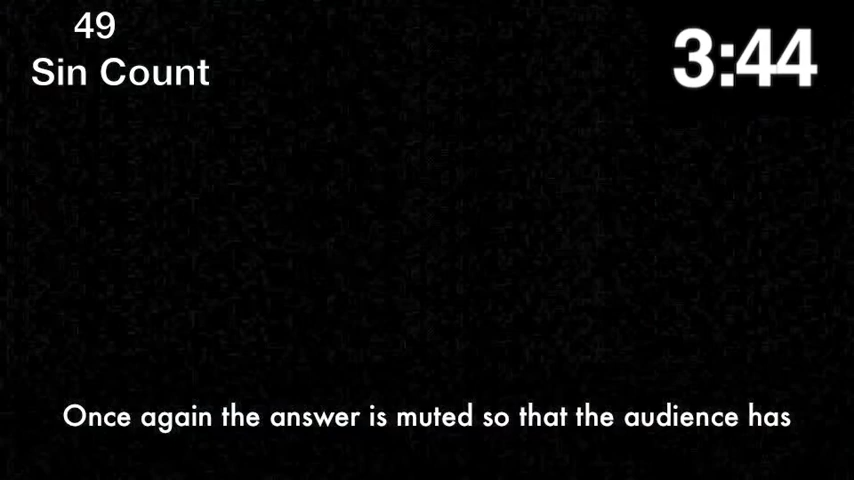 49
Sin Count
3:44
Once again the answer is muted so that the audience has